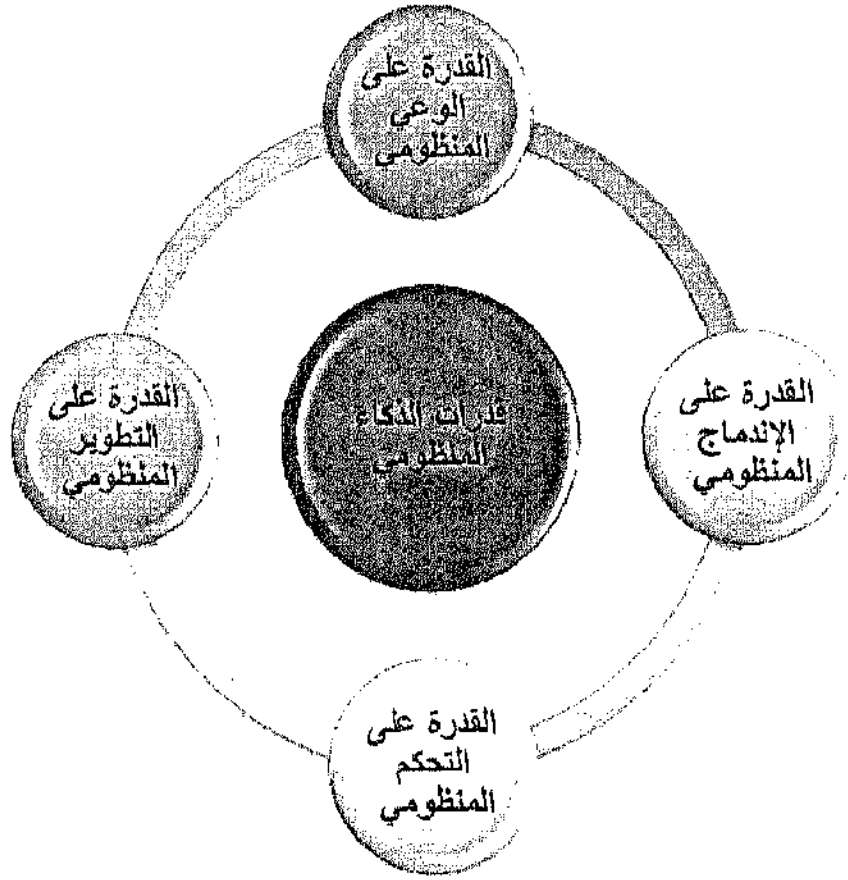 القدرة على
الوعي
المنظومي
القدرة على
الإندماج
المنظومي
قدرات الذكاء
المنظومي
القدرة على
التطوير
المنظومي
القدرة على
التحكم
المنظومي